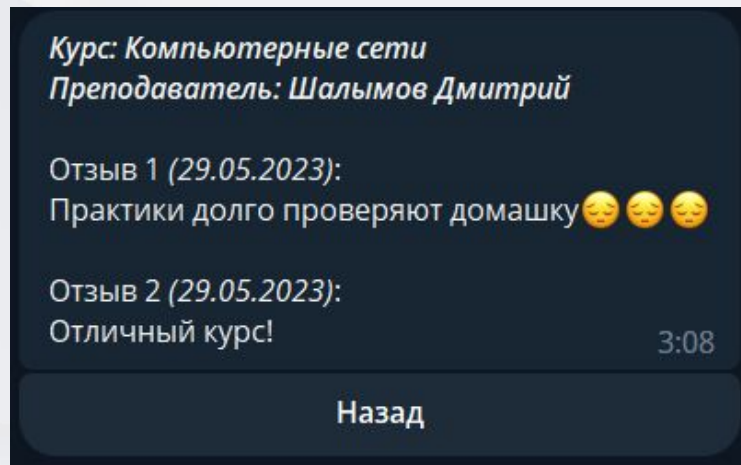 Курс: Компьютерные сети
Преподаватель: Шалымов Дмитрий
Отзыв 1 (29.05.2023):
Практики долго проверяют домашку😔😔😔
Отзыв 2 (29.05.2023):
Отличный курс!
3:08
Назад